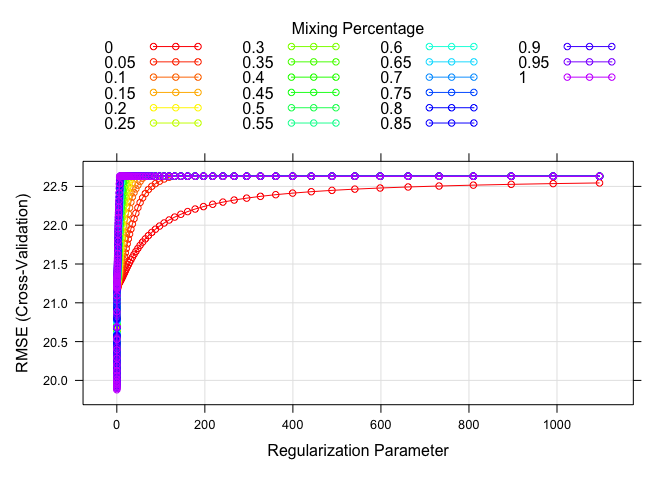 Mixing Percentage
0 0.3 0.6 0.9
0.05 0.35 0.65 0.95
0.1 0.4 0.7 1
0.15 0.45 0.75
0.2 0.5 0.8
0.25 0.55 0.85
RMSE (Cross-Validation)
22.5
22.0
21.5
21.0
20.5
20.0
0 200 400 600 800 1000
Regularization Parameter